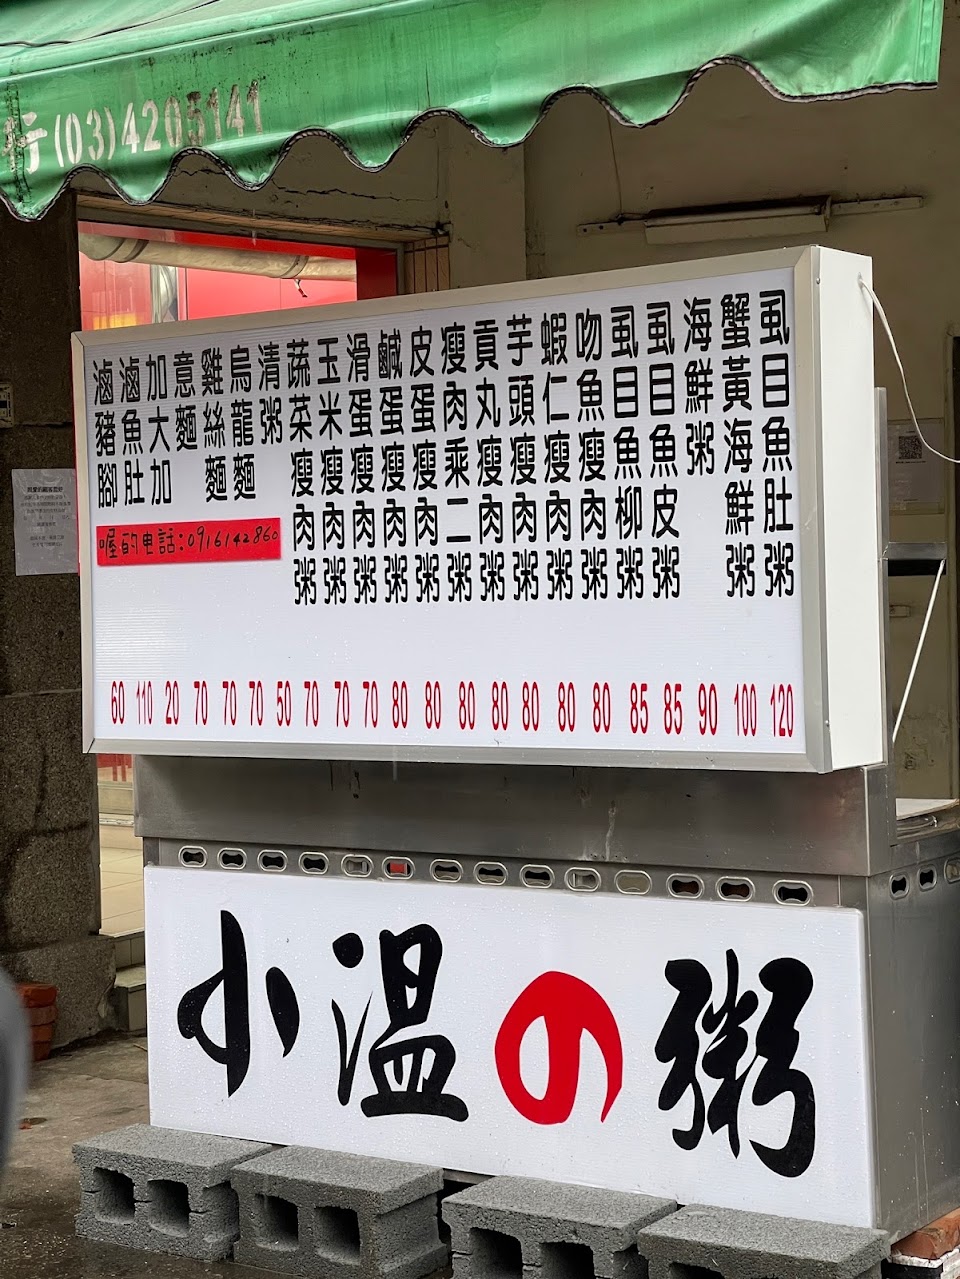 行(03)4205141
虱目魚肚粥 120
蟹黃海鮮粥 100
海鮮粥 90
虱目魚皮粥 85
虱目魚柳粥 85
吻魚瘦肉粥 80
蝦仁瘦肉粥 80
芋頭瘦肉粥 80
貢丸瘦肉粥 80
瘦肉乘二粥 80
皮蛋瘦肉粥 80
鹹蛋瘦肉粥 80
滑蛋瘦肉粥 70
玉米瘦肉粥 70
蔬菜瘦肉粥 70
清粥 50
烏龍麵 70
雞絲麵 70
意麵 70
加大加 20
滷魚肚 110
滷豬腳 60
喔的电話:0916142860
小温の粥